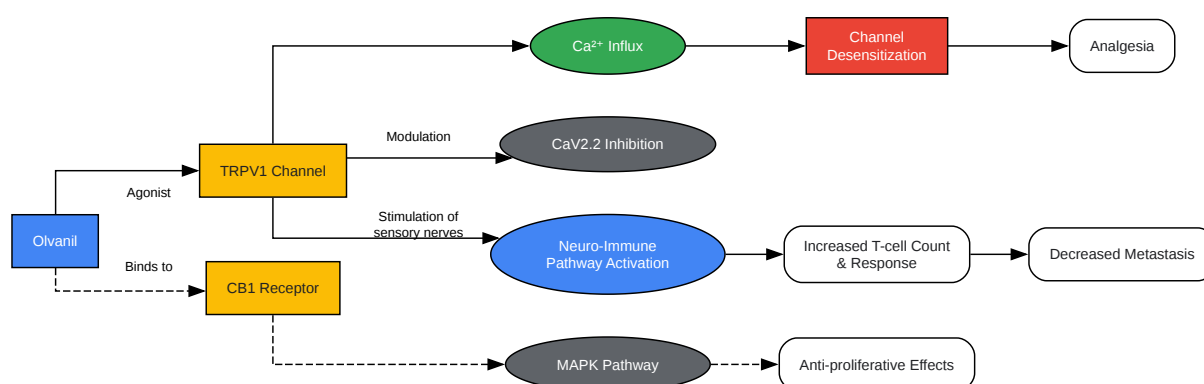 Ca²⁺ Influx
Channel
Desensitization
Analgesia
Modulation
CaV2.2 Inhibition
TRPV1 Channel
Agonist
Olvanil
Stimulation of
sensory nerves
Neuro-Immune
Pathway Activation
Increased T-cell Count
& Response
Decreased Metastasis
Binds to
CB1 Receptor
MAPK Pathway
Anti-proliferative Effects